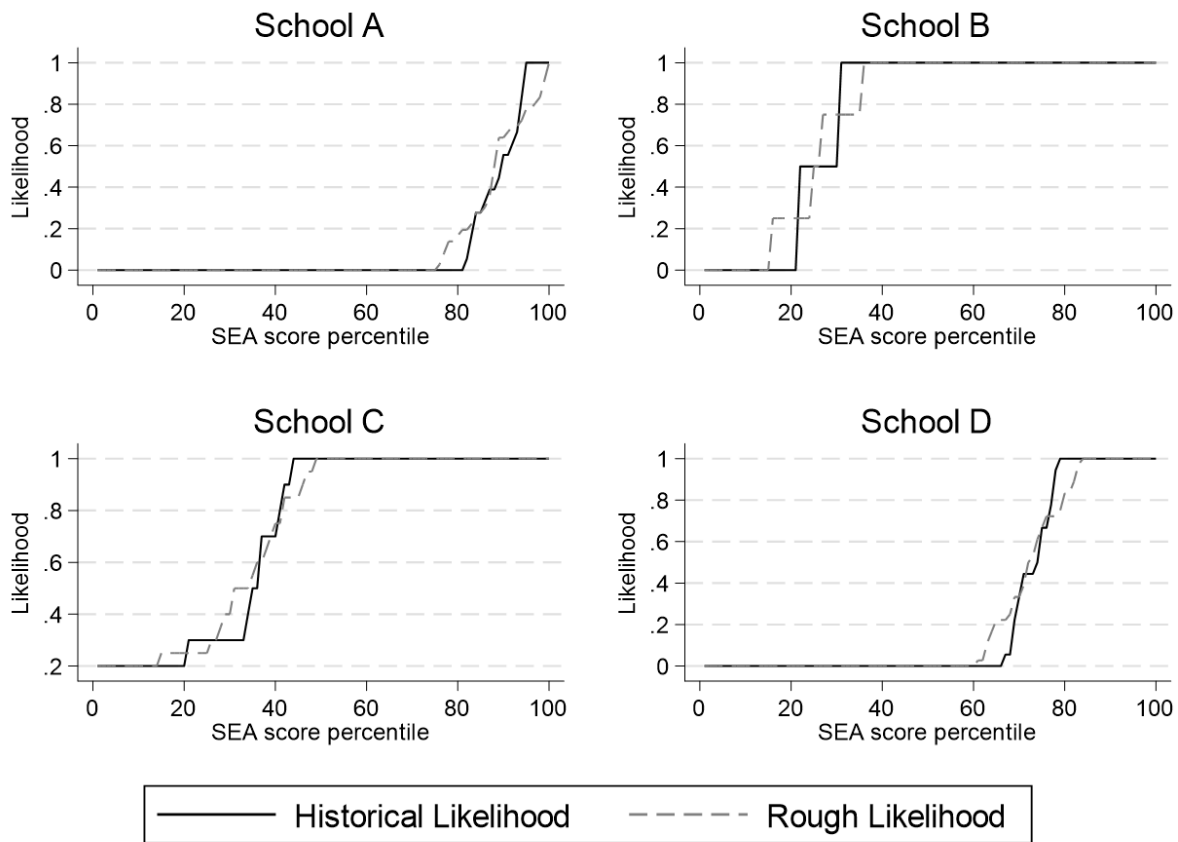 School A
Likelihood
1
.8
.6
.4
.2
0
0 20 40 60 80 100
SEA score percentile
School B
Likelihood
1
.8
.6
.4
.2
0
0 20 40 60 80 100
SEA score percentile
School C
Likelihood
1
.8
.6
.4
.2
0 20 40 60 80 100
SEA score percentile
School D
Likelihood
1
.8
.6
.4
.2
0
0 20 40 60 80 100
SEA score percentile
Historical Likelihood Rough Likelihood